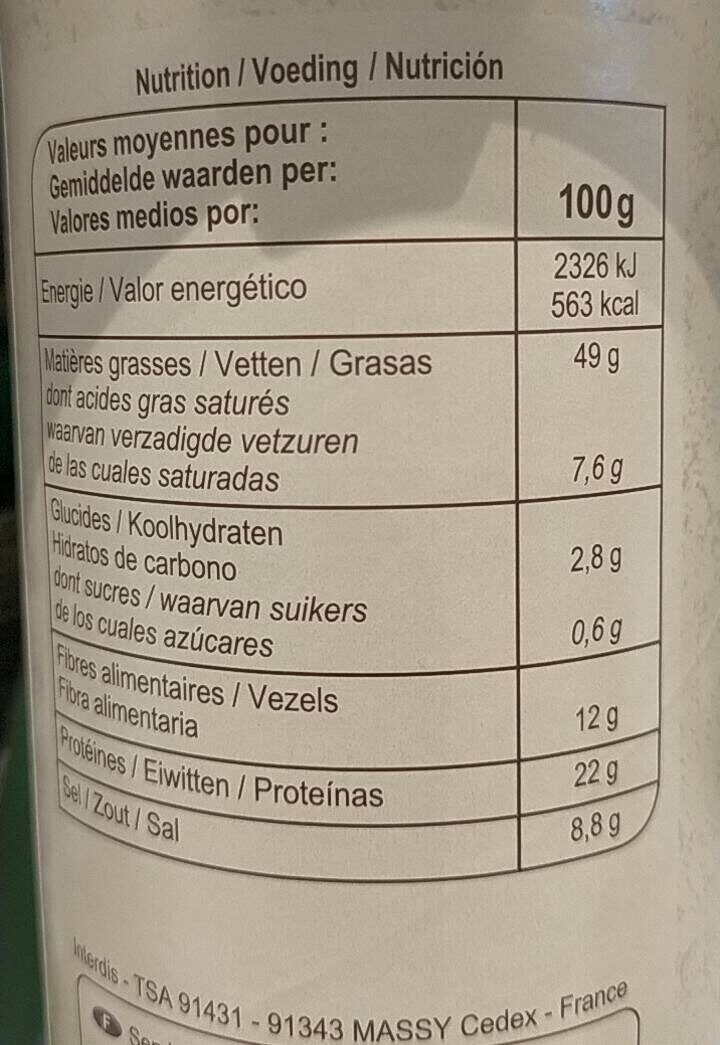 Nutrition / Voeding / Nutrición
Valeurs moyennes pour :
Gemiddelde waarden per:
Valores medios por:
100g
Energie / Valor energético
2326 kJ
563 kcal
Matières grasses / Vetten / Grasas
49 g
dont acides gras saturés
waarvan verzadigde vetzuren
de las cuales saturadas
7,6 g
Glucides / Koolhydraten
Hidratos de carbono
2,8 g
dont sucres / waarvan suikers
de los cuales azúcares
0,6 g
Fibres alimentaires / Vezels
Fibra alimentaria
12 g
Protéines / Eiwitten / Proteínas
22 g
Sel / Zout / Sal
8,8 g
Interdis - TSA 91431 - 91343 MASSY Cedex - France
F